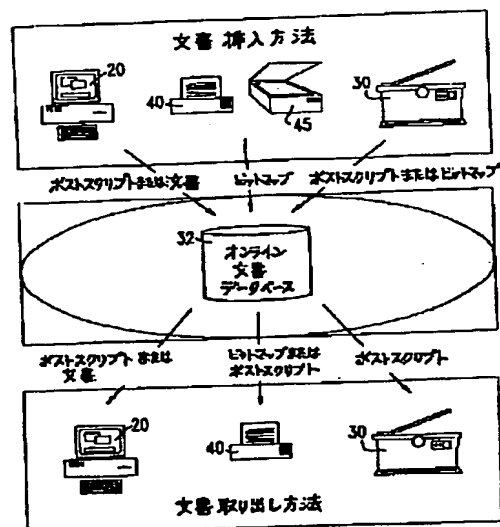 文書挿入方法
20
40
45
30
ポストスクリプトまたは文書
ビットマップ
ポストスクリプトまたはビットマップ
32
オンライン
文書
データベース
ポストスクリプトまたは
文書
ビットマップまたは
ポストスクリプト
ポストスクリプト
20
40
30
文書取り出し方法